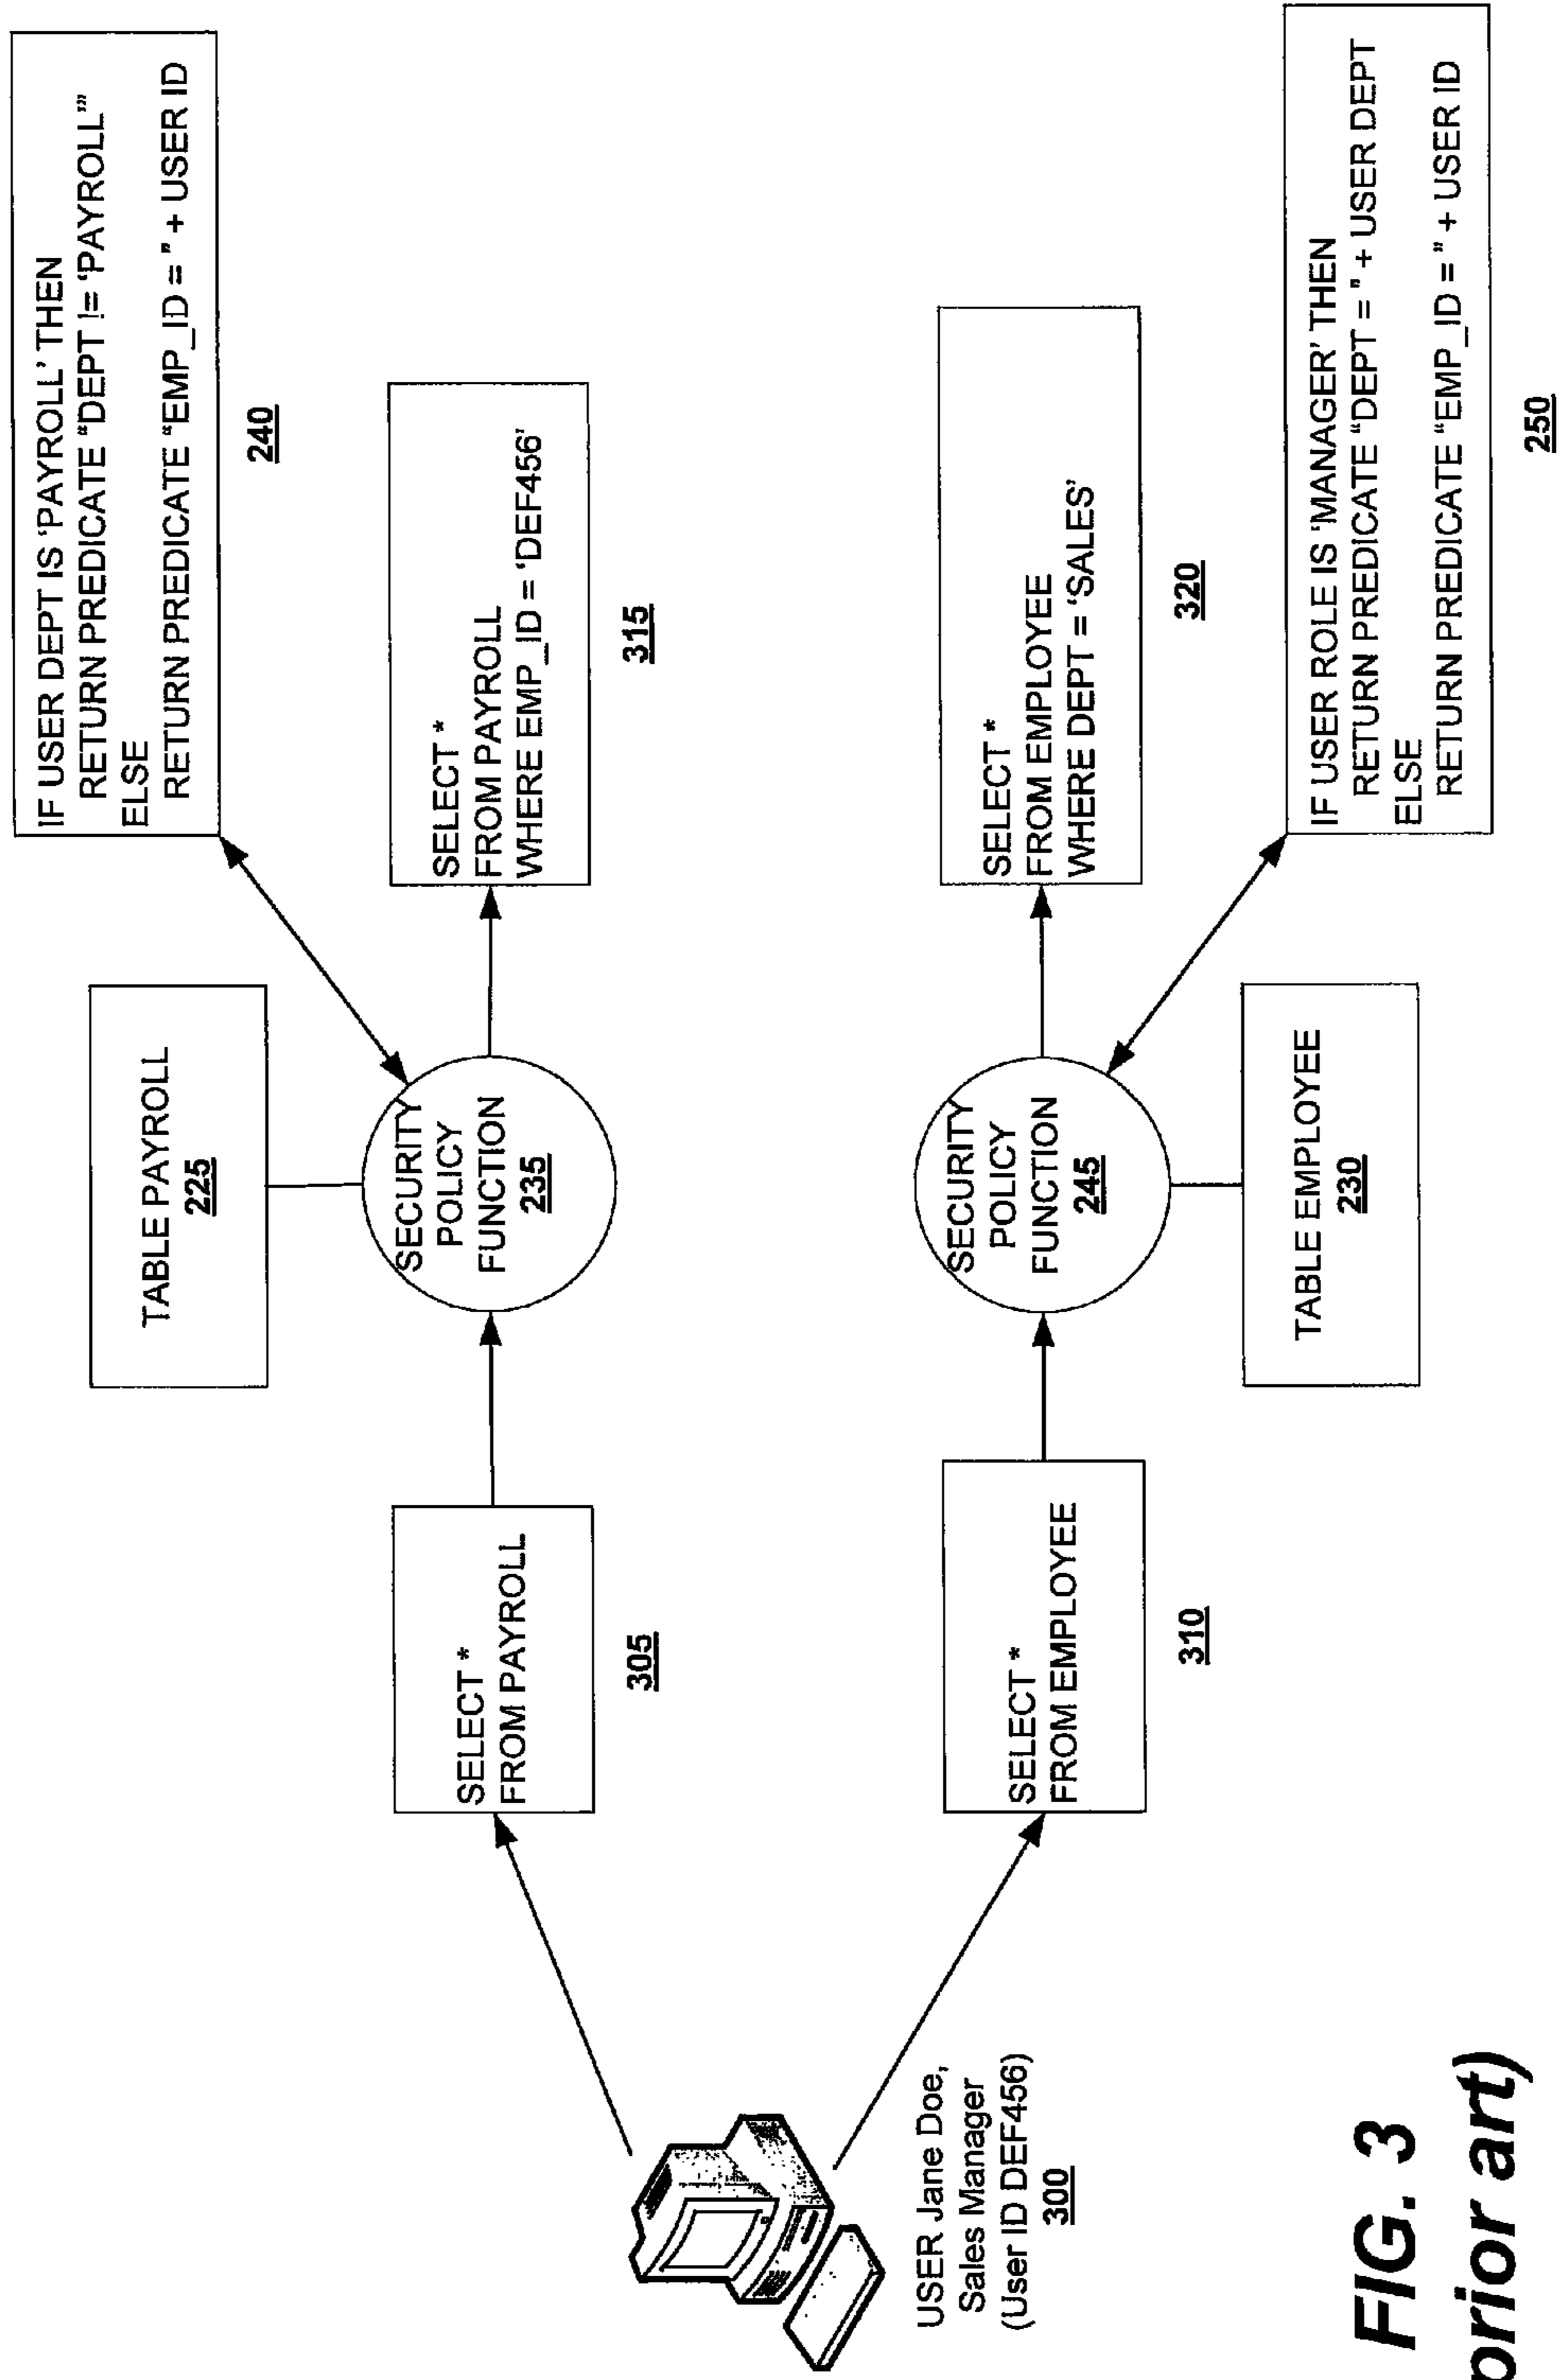 IF USER DEPT IS 'PAYROLL' THEN
RETURN PREDICATE "DEPT != 'PAYROLL'"
ELSE
RETURN PREDICATE "EMP_ID = " + USER ID
240
TABLE PAYROLL
225
SELECT *
FROM PAYROLL
305
SECURITY
POLICY
FUNCTION
235
SELECT *
FROM PAYROLL
WHERE EMP_ID = 'DEF456'
315
USER Jane Doe,
Sales Manager
(User ID DEF456)
300
SELECT *
FROM EMPLOYEE
310
SECURITY
POLICY
FUNCTION
245
SELECT *
FROM EMPLOYEE
WHERE DEPT = 'SALES'
320
TABLE EMPLOYEE
230
IF USER ROLE IS 'MANAGER' THEN
RETURN PREDICATE "DEPT = " + USER DEPT
ELSE
RETURN PREDICATE "EMP_ID = " + USER ID
250
FIG. 3
prior art)